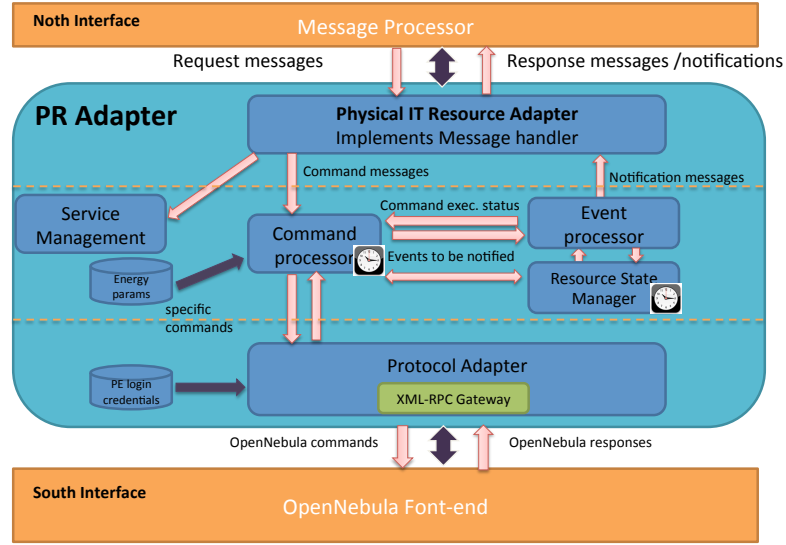 Noth Interface
Message Processor
Request messages
Response messages /notifications
PR Adapter
Physical IT Resource Adapter
Implements Message handler
Command messages
Notification messages
Service
Management
Command exec. status
Command
processor
Event
processor
Events to be notified
Resource State
Manager
Energy
params
specific
commands
Protocol Adapter
PE login
credentials
XML-RPC Gateway
OpenNebula commands
OpenNebula responses
South Interface
OpenNebula Font-end